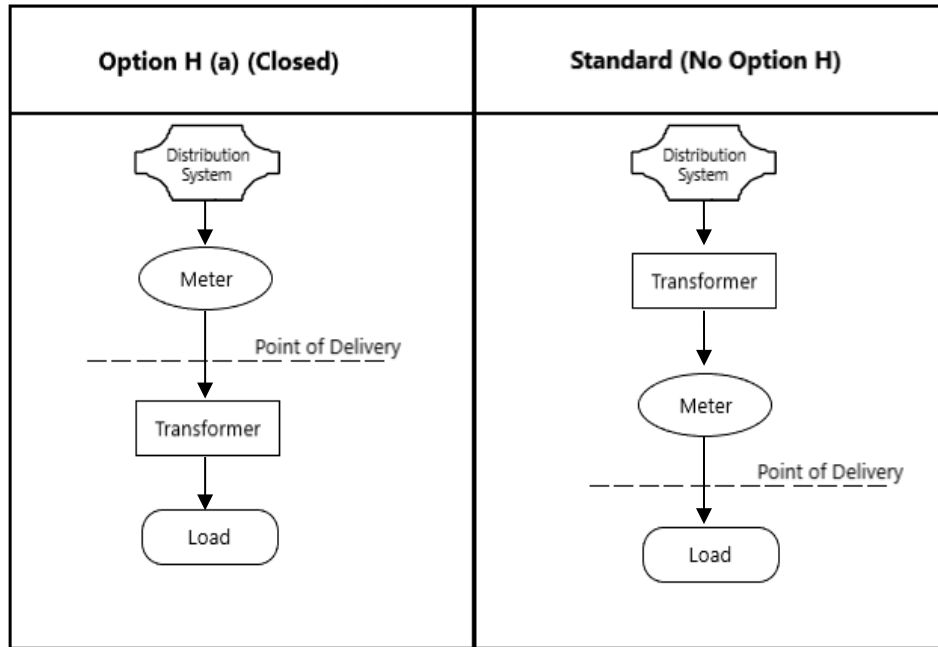 Option H (a) (Closed)
Standard (No Option H)
Distribution
System
Meter
Point of Delivery
Transformer
Load
Distribution
System
Transformer
Meter
Point of Delivery
Load